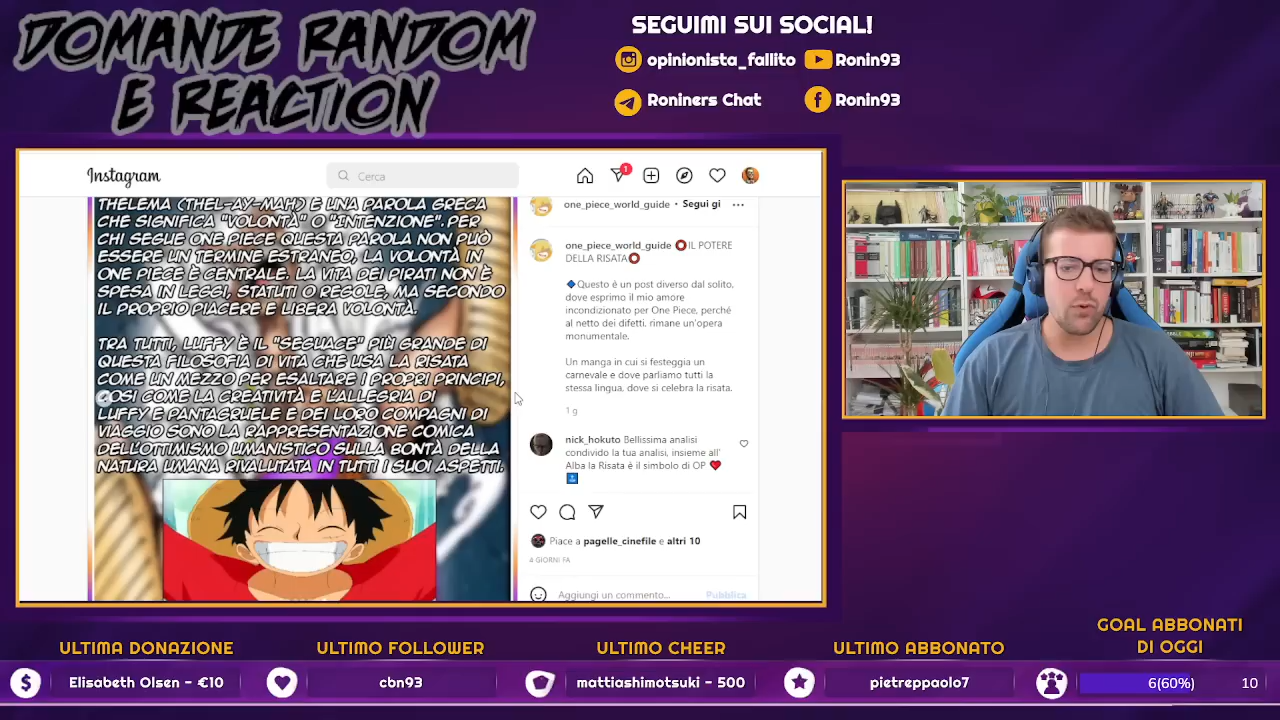 DOMANDE RANDOM
E REACTION
SEGUIMI SUI SOCIAL!
opinionista_fallito
Ronin93
Roniners Chat
Ronin93
Instagram
Cerca
1
THELEMA (THEL-AY-MAH) È UNA PAROLA GRECA
CHE SIGNIFICA "VOLONTÀ" O "INTENZIONE". PER
CHI SEGUE ONE PIECE QUESTA PAROLA NON PUÒ
ESSERE UN TERMINE ESTRANEO, LA VOLONTÀ IN
ONE PIECE È CENTRALE. LA VITA DEI PIRATI NON È
SPESA IN LEGGI, STATUTI O REGOLE, MA SECONDO
IL PROPRIO PIACERE E LIBERA VOLONTÀ.
TRA TUTTI, LUFFY È IL "SEGUACE" PIÙ GRANDE DI
QUESTA FILOSOFIA DI VITA CHE USA LA RISATA
COME UN MEZZO PER ESALTARE I PROPRI PRINCIPI,
COSÌ COME LA CREATIVITÀ E L'ALLEGRIA DI
LUFFY E PANTAGRUELE E DEI LORO COMPAGNI DI
VIAGGIO SONO LA RAPPRESENTAZIONE COMICA
DELL'OTTIMISMO UMANISTICO SULLA BONTÀ DELLA
NATURA UMANA RIVALUTATA IN TUTTI I SUOI ASPETTI.
one_piece_world_guide • Segui gi ...
one_piece_world_guide ⭕IL POTERE
DELLA RISATA⭕
🔷Questo è un post diverso dal solito,
dove esprimo il mio amore
incondizionato per One Piece, perché
al netto dei difetti. rimane un'opera
monumentale.
Un manga in cui si festeggia un
carnevale e dove parliamo tutti la
stessa lingua, dove si celebra la risata.
1 g
nick_hokuto Bellissima analisi
condivido la tua analisi, insieme all'
Alba la Risata è il simbolo di OP ❤️
Piace a pagelle_cinefile e altri 10
4 GIORNI FA
Aggiungi un commento... Pubblica
ULTIMA DONAZIONE
Elisabeth Olsen - €10
ULTIMO FOLLOWER
cbn93
ULTIMO CHEER
mattiashimotsuki - 500
ULTIMO ABBONATO
pietreppaolo7
GOAL ABBONATI
DI OGGI
6(60%) 10